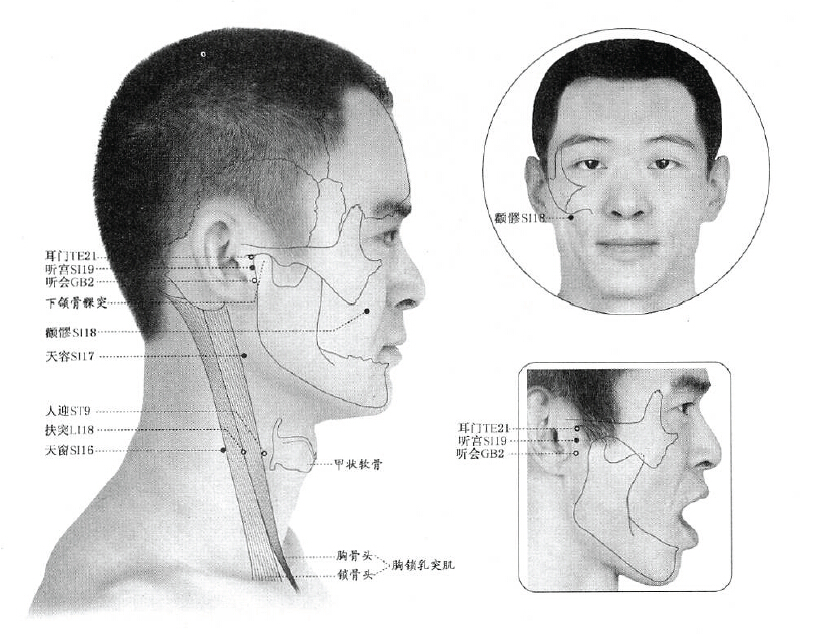 耳门TE21
听宫SI19
听会GB2
下颌骨髁突
颧髎SI18
天容SI17
人迎ST9
扶突LI18
天窗SI16
甲状软骨
胸骨头
锁骨头
胸锁乳突肌
颧髎SI18
耳门TE21
听宫SI19
听会GB2